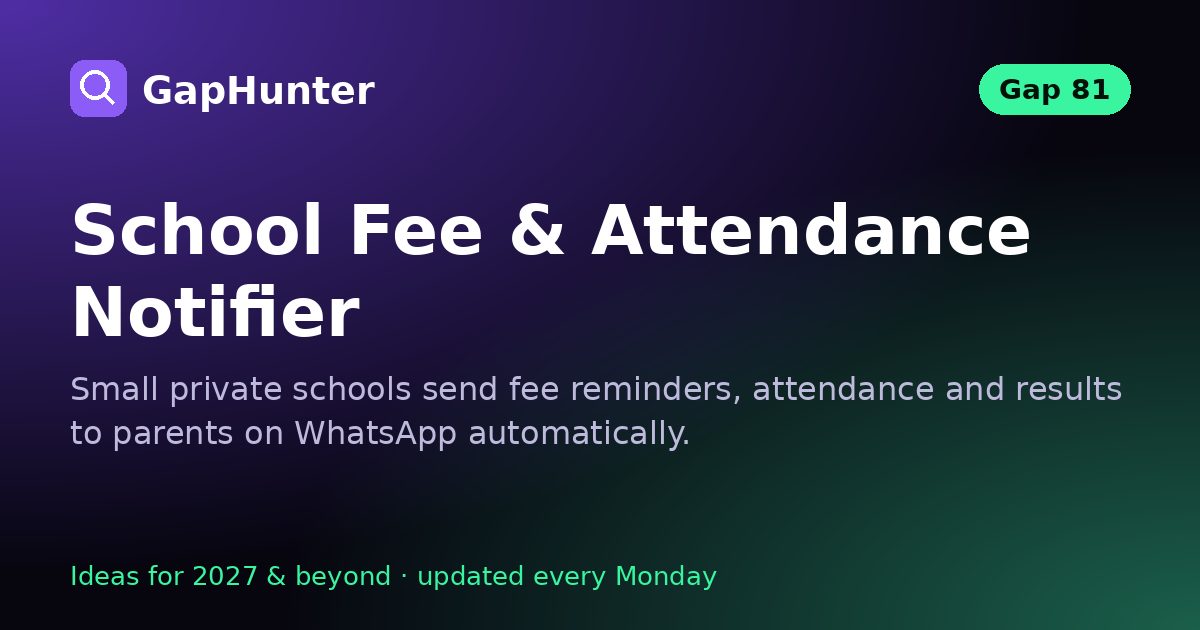 GapHunter
Gap 81
School Fee & Attendance
Notifier
Small private schools send fee reminders, attendance and results
to parents on WhatsApp automatically.
Ideas for 2027 & beyond · updated every Monday